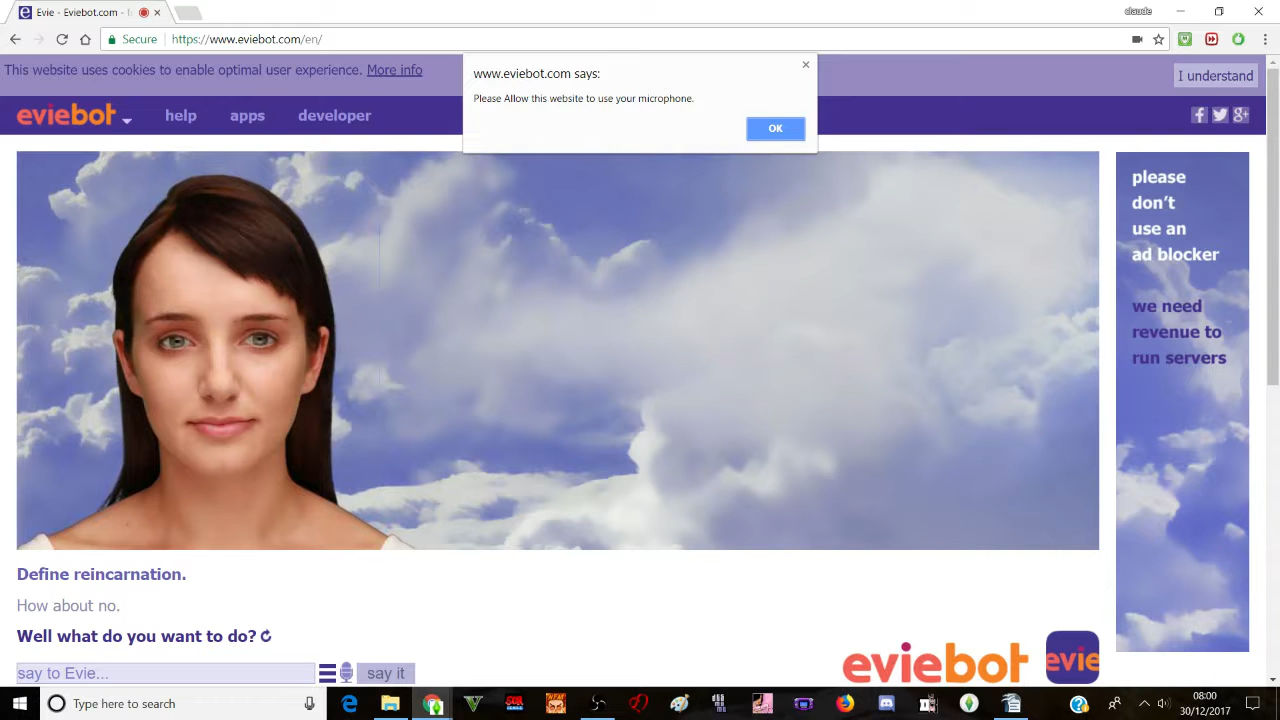 Evie - Eviebot.com -
claude
Secure
https://www.eviebot.com/en/
This website uses cookies to enable optimal user experience. More info
I understand
www.eviebot.com says:
Please Allow this website to use your microphone.
OK
eviebot
help
apps
developer
please
don't
use an
ad blocker
we need
revenue to
run servers
Define reincarnation.
How about no.
Well what do you want to do?
say to Evie...
say it
eviebot
evie
Type here to search
08:00
30/12/2017